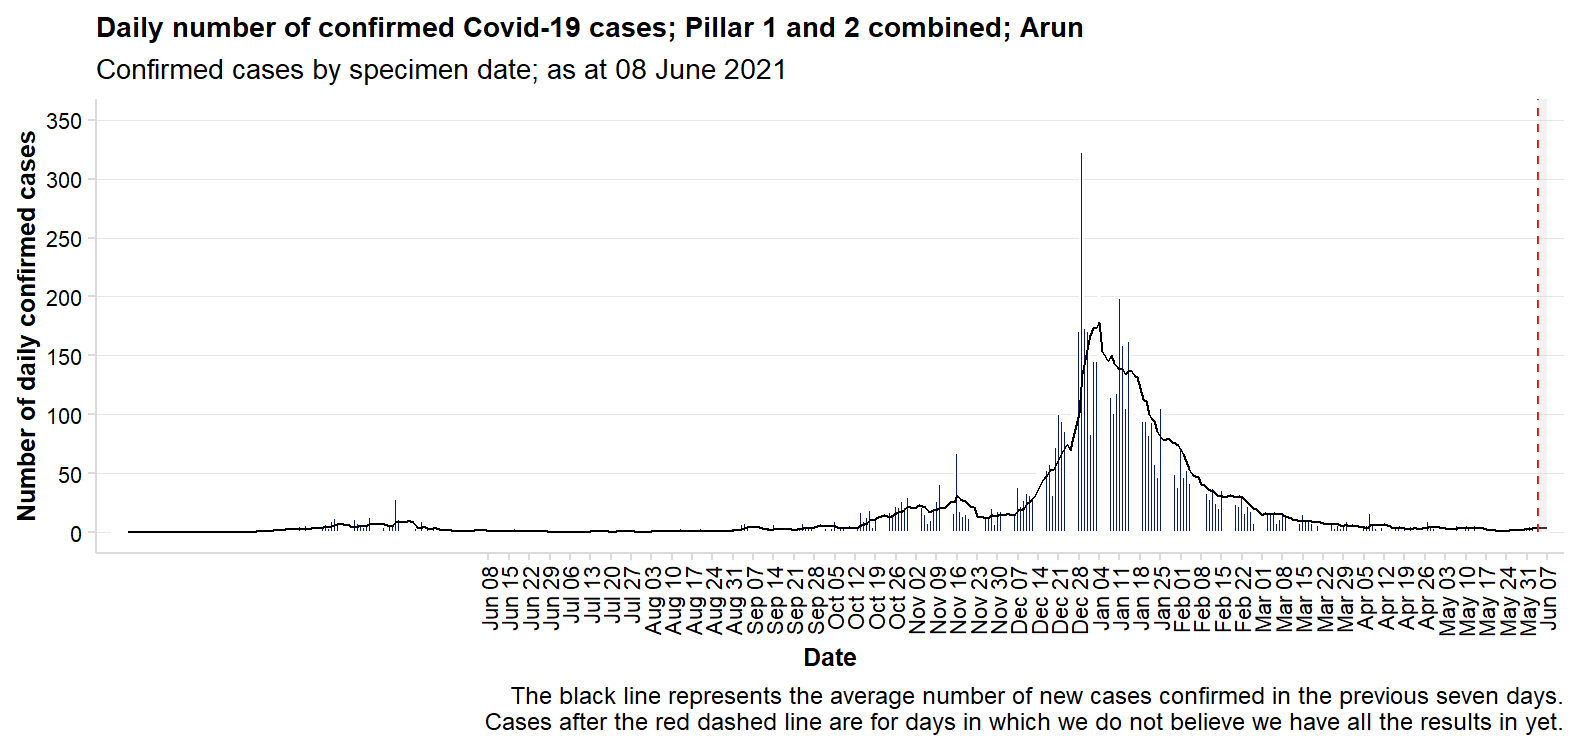 Daily number of confirmed Covid-19 cases; Pillar 1 and 2 combined; Arun
Confirmed cases by specimen date; as at 08 June 2021
Number of daily confirmed cases
350
300
250
200
150
100
50
0
Jun 08
Jun 15
Jun 22
Jun 29
Jul 06
Jul 13
Jul 20
Jul 27
Aug 03
Aug 10
Aug 17
Aug 24
Aug 31
Sep 07
Sep 14
Sep 21
Sep 28
Oct 05
Oct 12
Oct 19
Oct 26
Nov 02
Nov 09
Nov 16
Nov 23
Nov 30
Dec 07
Dec 14
Dec 21
Dec 28
Jan 04
Jan 11
Jan 18
Jan 25
Feb 01
Feb 08
Feb 15
Feb 22
Mar 01
Mar 08
Mar 15
Mar 22
Mar 29
Apr 05
Apr 12
Apr 19
Apr 26
May 03
May 10
May 17
May 24
May 31
Jun 07
Date
The black line represents the average number of new cases confirmed in the previous seven days.
Cases after the red dashed line are for days in which we do not believe we have all the results in yet.